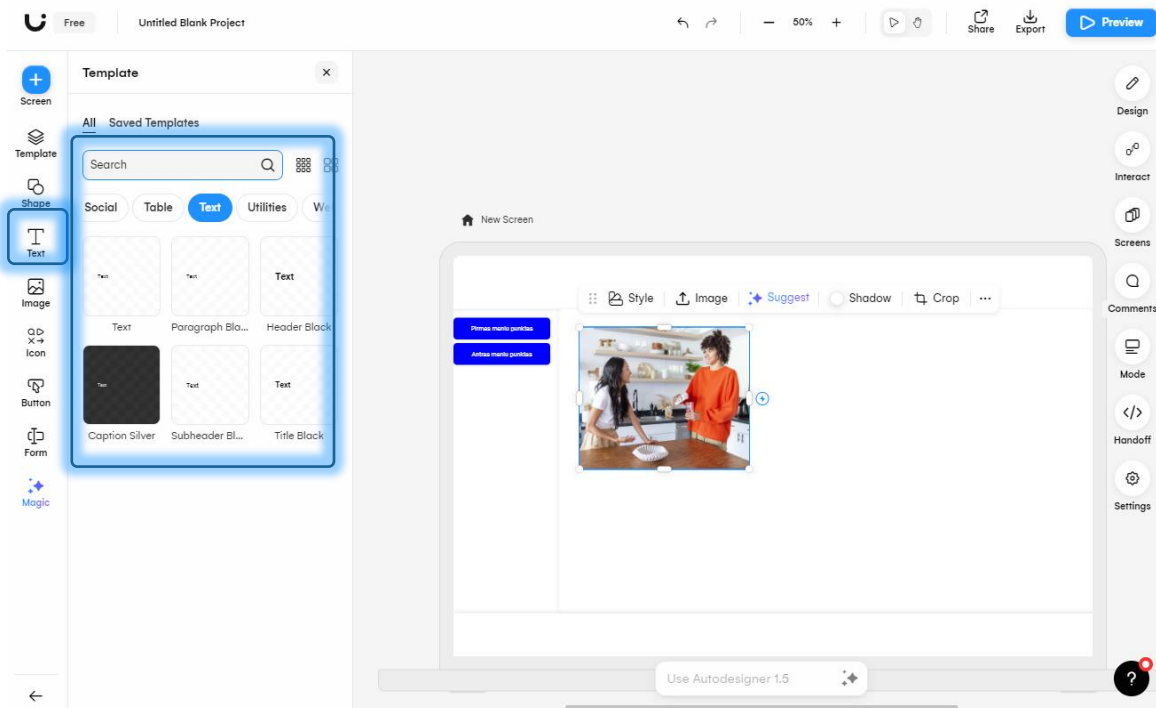 Free
Untitled Blank Project
50%
Share
Export
Preview
Screen
Template
Shape
Text
Image
Icon
Button
Form
Magic
Template
All Saved Templates
Search
Social Table Text Utilities We
Text Text Text
Text Paragraph Bla... Header Black
Text Text Text
Caption Silver Subheader Bl... Title Black
New Screen
Style Image Suggest Shadow Crop
Pirmas meniu punktas
Antras meniu punktas
Use Autodesigner 1.5
Design
Interact
Screens
Comments
Mode
Handoff
Settings
?